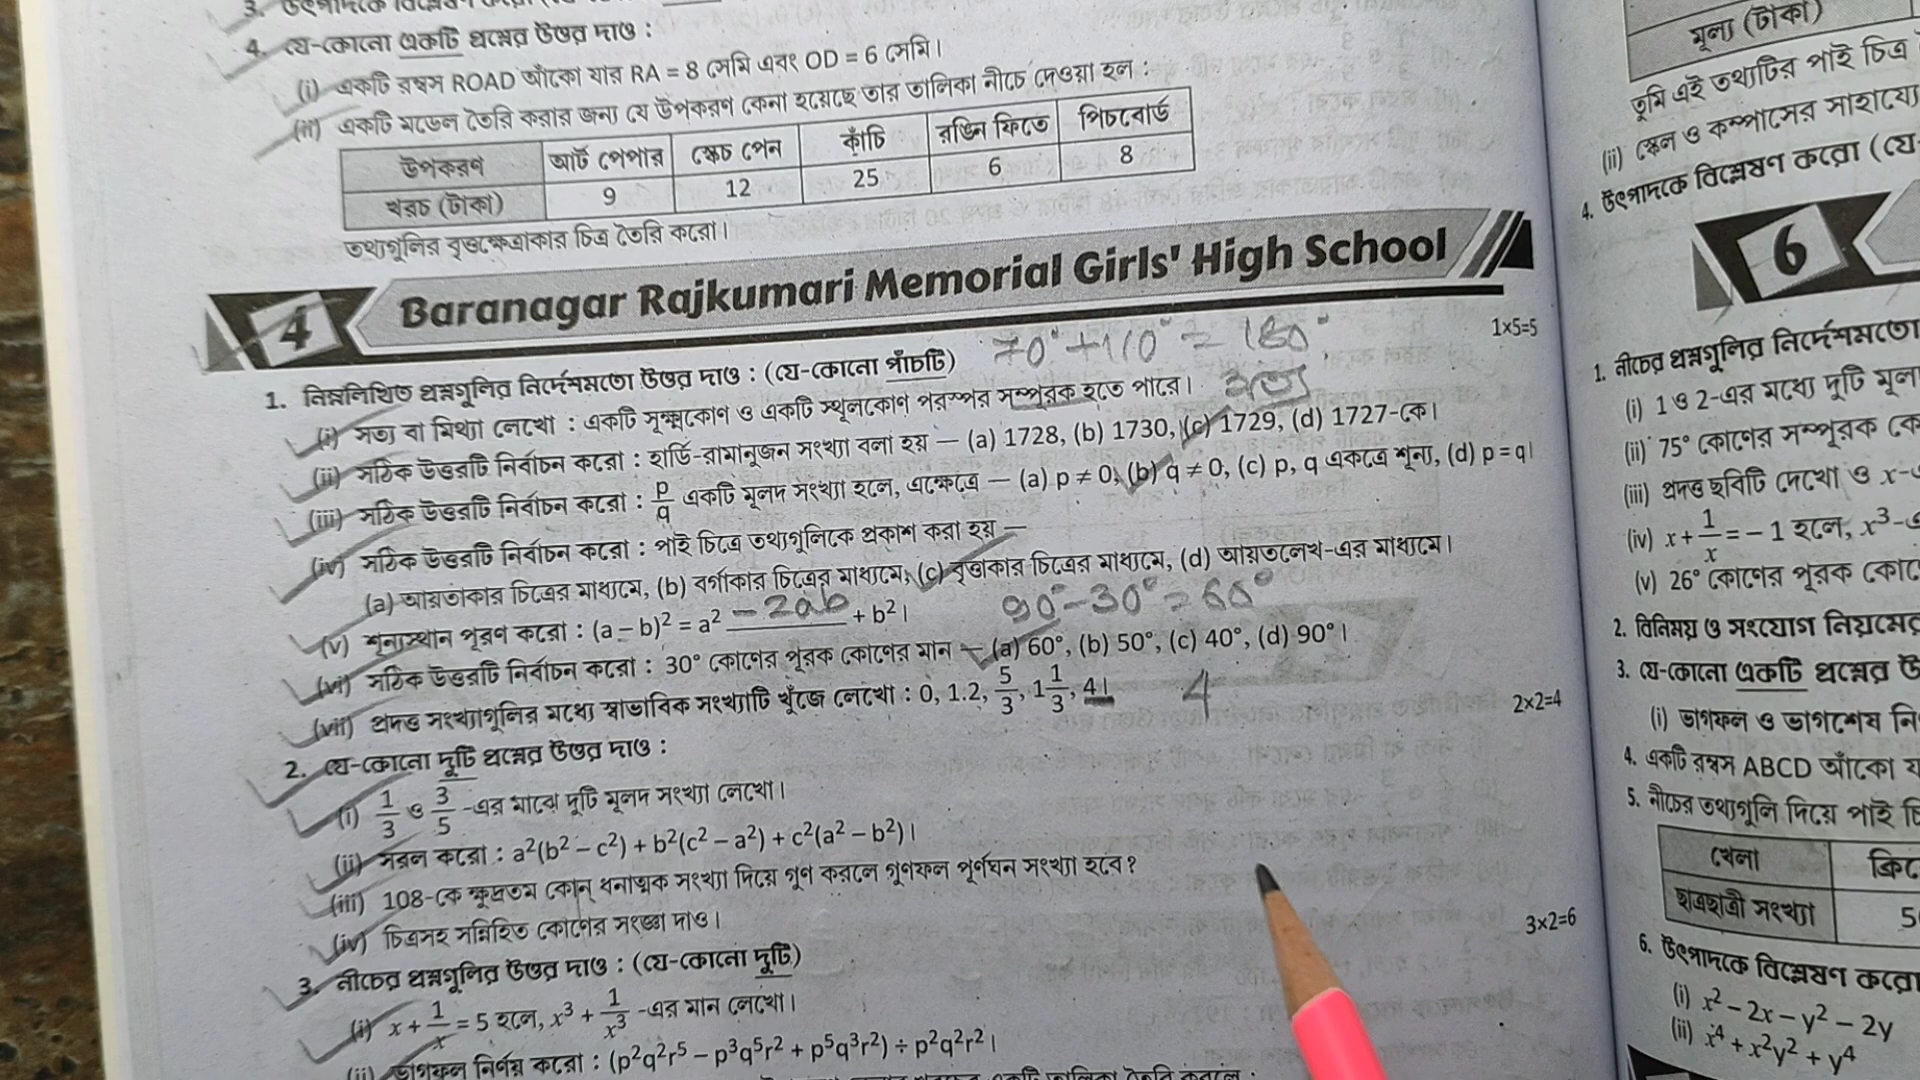 4. যে-কোনো একটি প্রশ্নের উত্তর দাও :
(i) একটি রম্বস ROAD আঁকো যার RA = 8 সেমি এবং OD = 6 সেমি।
(ii) একটি মডেল তৈরি করার জন্য যে উপকরণ কেনা হয়েছে তার তালিকা নীচে দেওয়া হল :
উপকরণ আর্ট পেপার স্কেচ পেন কাঁচি রঙিন ফিতে পিচবোর্ড
খরচ (টাকা) 9 12 25 6 8
তথ্যগুলির বৃত্তক্ষেত্রাকার চিত্র তৈরি করো।
4 Baranagar Rajkumari Memorial Girls' High School
70° + 110° = 180°
1. নিম্নলিখিত প্রশ্নগুলির নির্দেশমতো উত্তর দাও : (যে-কোনো পাঁচটি) 1×5=5
(i) সত্য বা মিথ্যা লেখো : একটি সূক্ষ্মকোণ ও একটি স্থূলকোণ পরস্পর সম্পূরক হতে পারে। সত্য
(ii) সঠিক উত্তরটি নির্বাচন করো : হার্ডি-রামানুজন সংখ্যা বলা হয় — (a) 1728, (b) 1730, (c) 1729, (d) 1727-কে।
(iii) সঠিক উত্তরটি নির্বাচন করো : p/q একটি মূলদ সংখ্যা হলে, এক্ষেত্রে — (a) p ≠ 0, (b) q ≠ 0, (c) p, q একত্রে শূন্য, (d) p = q।
(iv) সঠিক উত্তরটি নির্বাচন করো : পাই চিত্রে তথ্যগুলিকে প্রকাশ করা হয় —
(a) আয়তাকার চিত্রের মাধ্যমে, (b) বর্গাকার চিত্রের মাধ্যমে, (c) বৃত্তাকার চিত্রের মাধ্যমে, (d) আয়তলেখ-এর মাধ্যমে।
(v) শূন্যস্থান পূরণ করো : (a – b)² = a² – 2ab + b²। 90° – 30° = 60°
(vi) সঠিক উত্তরটি নির্বাচন করো : 30° কোণের পূরক কোণের মান — (a) 60°, (b) 50°, (c) 40°, (d) 90°।
(vii) প্রদত্ত সংখ্যাগুলির মধ্যে স্বাভাবিক সংখ্যাটি খুঁজে লেখো : 0, 1.2, 5/3, 1 1/3, 4। 4
2. যে-কোনো দুটি প্রশ্নের উত্তর দাও : 2×2=4
(i) 1/3 ও 3/5 -এর মাঝে দুটি মূলদ সংখ্যা লেখো।
(ii) সরল করো : a²(b² – c²) + b²(c² – a²) + c²(a² – b²)।
(iii) 108-কে ক্ষুদ্রতম কোন্ ধনাত্মক সংখ্যা দিয়ে গুণ করলে গুণফল পূর্ণঘন সংখ্যা হবে?
(iv) চিত্রসহ সন্নিহিত কোণের সংজ্ঞা দাও।
3. নীচের প্রশ্নগুলির উত্তর দাও : (যে-কোনো দুটি) 3×2=6
(i) x + 1/x = 5 হলে, x³ + 1/x³ -এর মান লেখো।
(ii) ভাগফল নির্ণয় করো : (p²q²r⁵ – p³q⁵r² + p⁵q³r²) ÷ p²q²r²।
মূল্য (টাকা)
তুমি এই তথ্যটির পাই চিত্র
(ii) স্কেল ও কম্পাসের সাহায্যে
4. উৎপাদকে বিশ্লেষণ করো (যে-
6
1. নীচের প্রশ্নগুলির নির্দেশমতো
(i) 1 ও 2-এর মধ্যে দুটি মূল
(ii) 75° কোণের সম্পূরক
(iii) প্রদত্ত ছবিটি দেখো ও x-
(iv) x + 1/x = – 1 হলে, x³-
(v) 26° কোণের পূরক
2. বিনিময় ও সংযোগ নিয়মের
3. যে-কোনো একটি প্রশ্নের উ
(i) ভাগফল ও ভাগশেষ নি
4. একটি রম্বস ABCD আঁকো য
5. নীচের তথ্যগুলি দিয়ে পাই চি
খেলা ক্রিকে
ছাত্রছাত্রী সংখ্যা 5
6. উৎপাদকে বিশ্লেষণ করো
(i) x² – 2x – y² – 2y
(ii) x⁴ + x²y² + y⁴